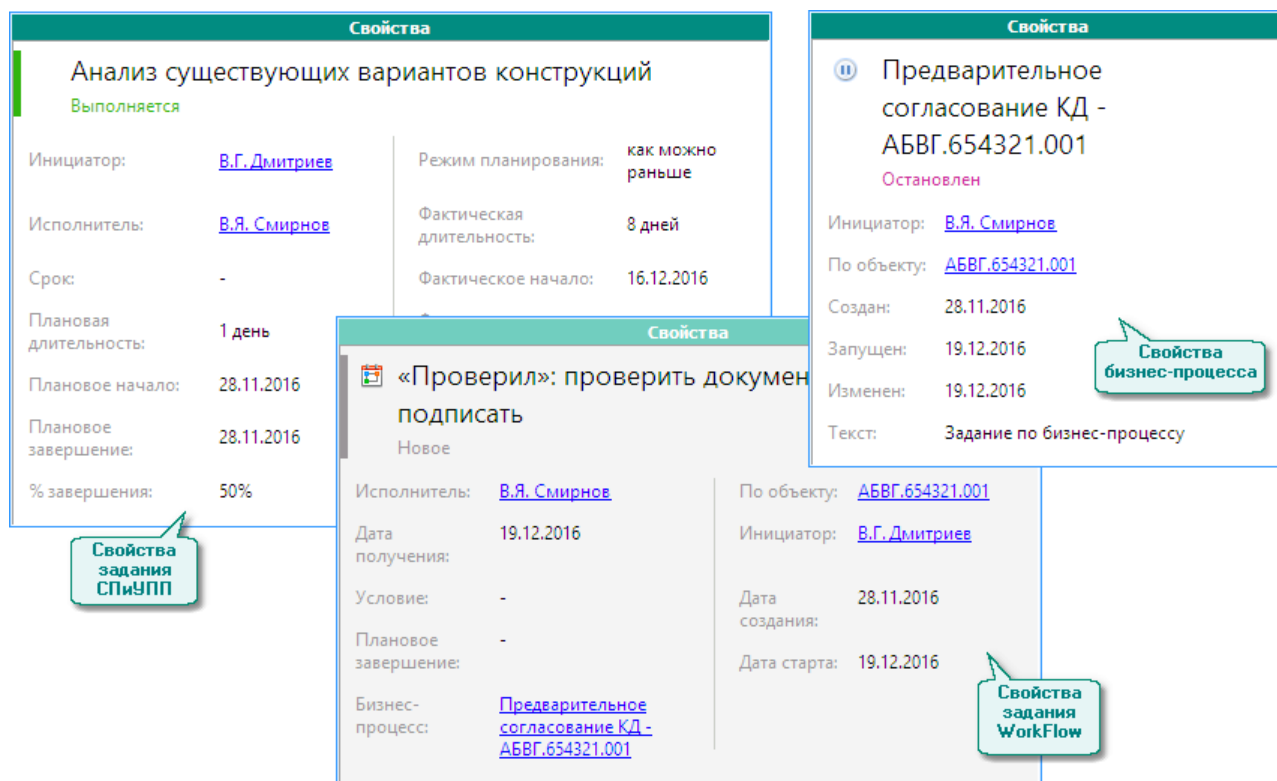 Свойства
Анализ существующих вариантов конструкций
Выполняется
Инициатор: В.Г. Дмитриев
Исполнитель: В.Я. Смирнов
Срок: -
Плановая
длительность: 1 день
Плановое начало: 28.11.2016
Плановое
завершение: 28.11.2016
% завершения: 50%
Режим планирования: как можно
раньше
Фактическая
длительность: 8 дней
Фактическое начало: 16.12.2016
Свойства
задания
СПиУПП
Свойства
Предварительное
согласование КД -
АБВГ.654321.001
Остановлен
Инициатор: В.Я. Смирнов
По объекту: АБВГ.654321.001
Создан: 28.11.2016
Запущен: 19.12.2016
Изменен: 19.12.2016
Текст: Задание по бизнес-процессу
Свойства
бизнес-процесса
Свойства
«Проверил»: проверить докумен
подписать
Новое
Исполнитель: В.Я. Смирнов
Дата
получения: 19.12.2016
Условие: -
Плановое
завершение: -
Бизнес-
процесс: Предварительное
согласование КД -
АБВГ.654321.001
По объекту: АБВГ.654321.001
Инициатор: В.Г. Дмитриев
Дата
создания: 28.11.2016
Дата старта: 19.12.2016
Свойства
задания
WorkFlow